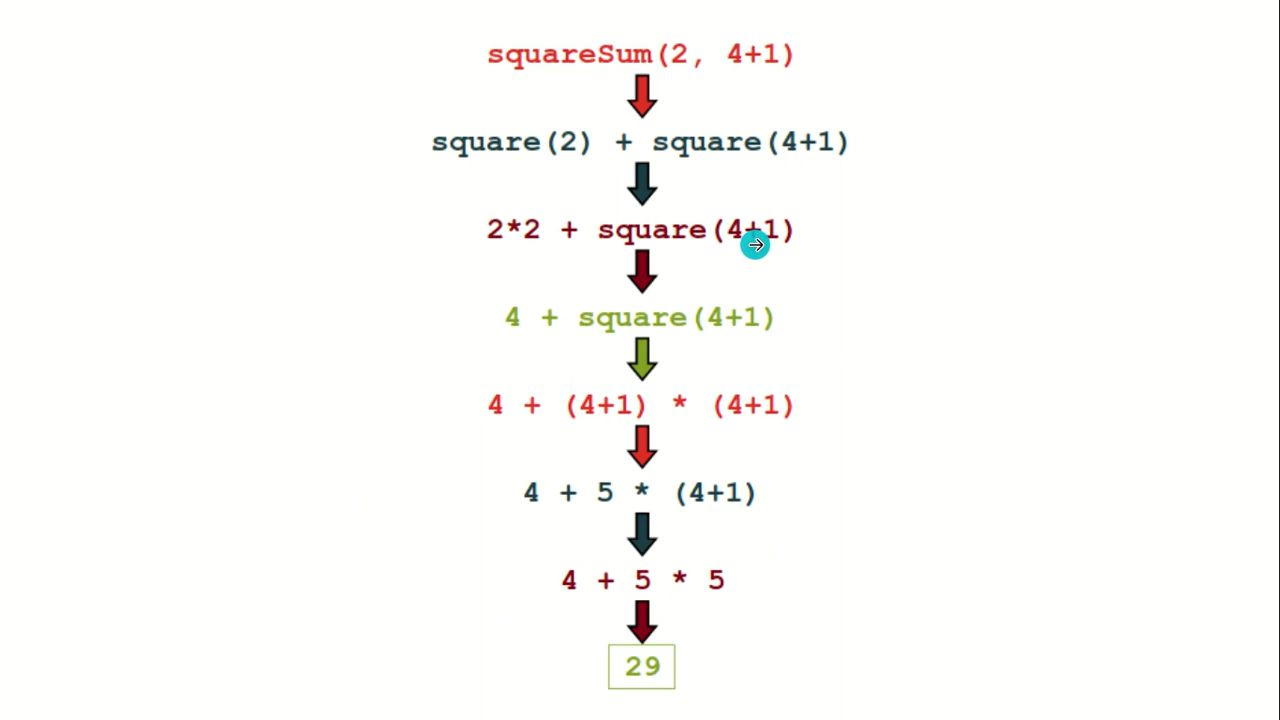 squareSum(2, 4+1)
square(2) + square(4+1)
2*2 + square(4+1)
4 + square(4+1)
4 + (4+1) * (4+1)
4 + 5 * (4+1)
4 + 5 * 5
29